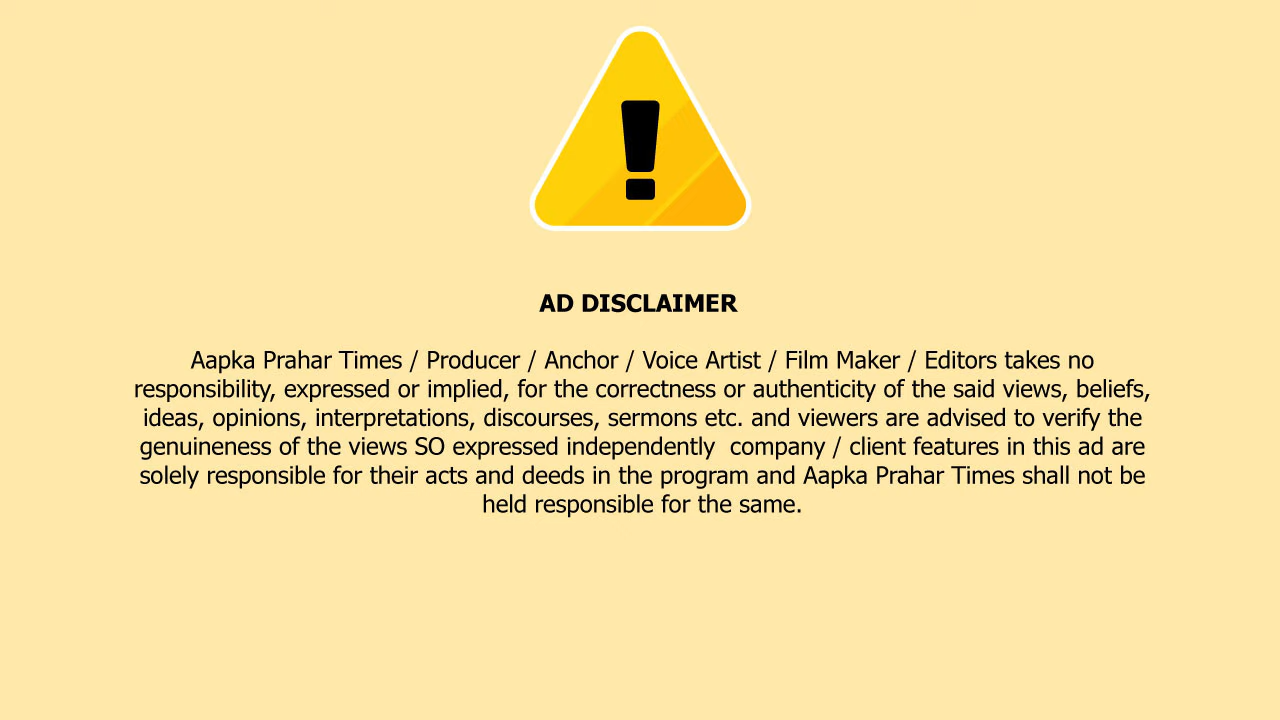 AD DISCLAIMER
Aapka Prahar Times / Producer / Anchor / Voice Artist / Film Maker / Editors takes no
responsibility, expressed or implied, for the correctness or authenticity of the said views, beliefs,
ideas, opinions, interpretations, discourses, sermons etc. and viewers are advised to verify the
genuineness of the views SO expressed independently  company / client features in this ad are
solely responsible for their acts and deeds in the program and Aapka Prahar Times shall not be
held responsible for the same.